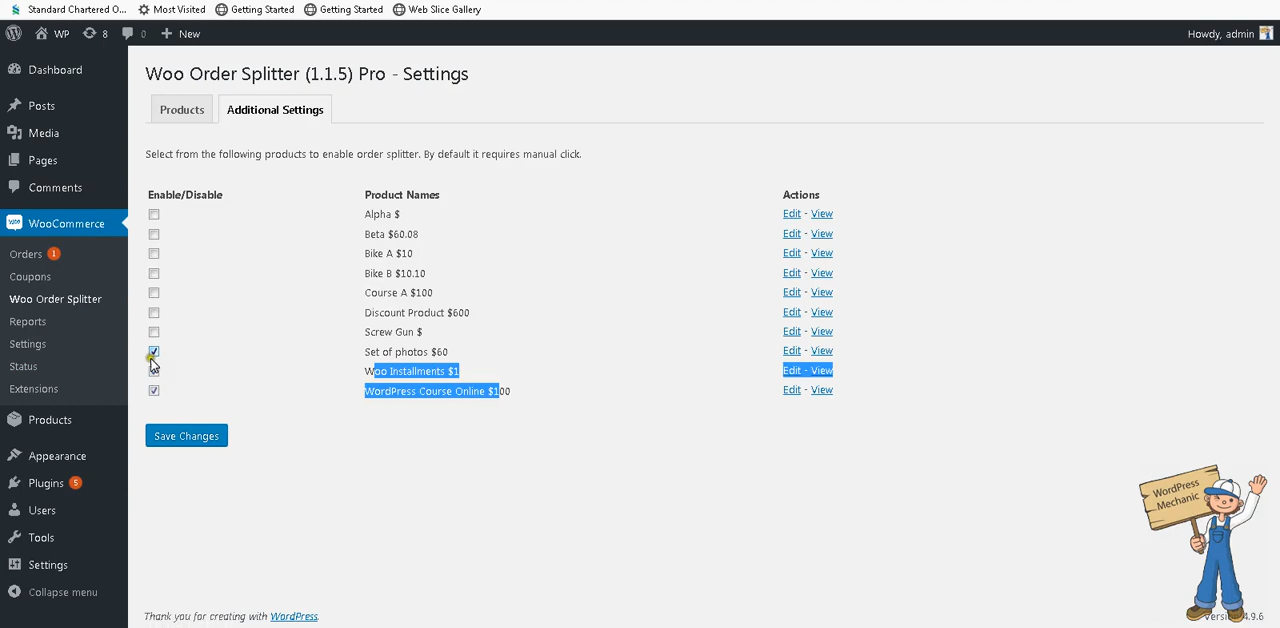 Standard Chartered O... Most Visited Getting Started Getting Started Web Slice Gallery
WP 8 0 New Howdy, admin
Dashboard
Posts
Media
Pages
Comments
WooCommerce
Orders 1
Coupons
Woo Order Splitter
Reports
Settings
Status
Extensions
Products
Appearance
Plugins 5
Users
Tools
Settings
Collapse menu
Woo Order Splitter (1.1.5) Pro - Settings
Products Additional Settings
Select from the following products to enable order splitter. By default it requires manual click.
Enable/Disable Product Names Actions
Alpha $ Edit - View
Beta $60.08 Edit - View
Bike A $10 Edit - View
Bike B $10.10 Edit - View
Course A $100 Edit - View
Discount Product $600 Edit - View
Screw Gun $ Edit - View
Set of photos $60 Edit - View
Woo Installments $1 Edit - View
WordPress Course Online $100 Edit - View
Save Changes
WordPress
Mechanic
Thank you for creating with WordPress. Version 4.9.6